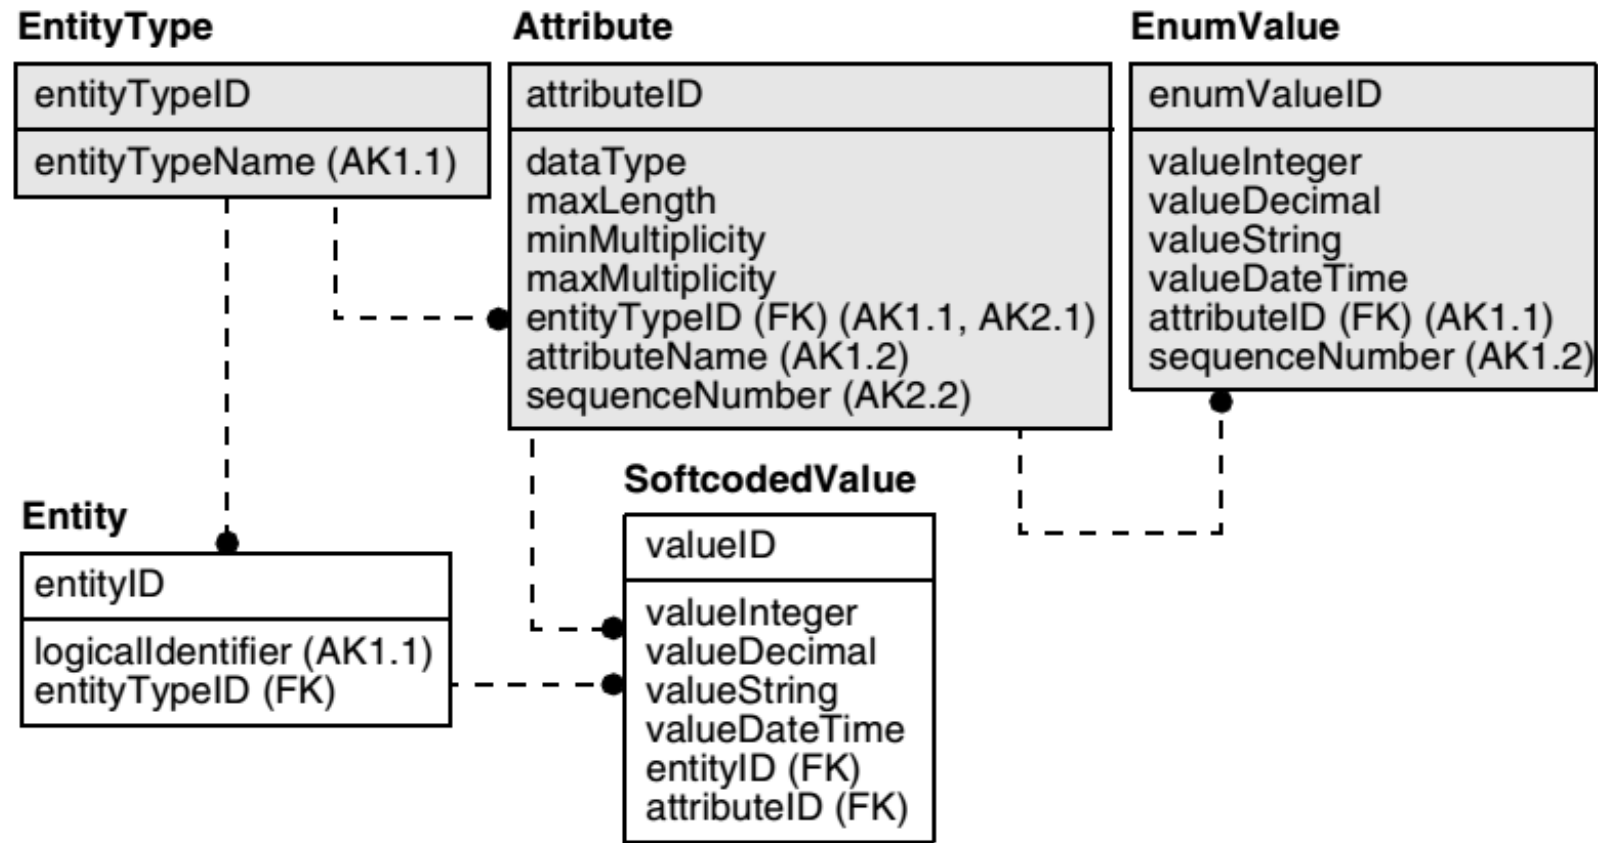 EntityType
entityTypeID
entityTypeName (AK1.1)
Attribute
attributeID
dataType
maxLength
minMultiplicity
maxMultiplicity
entityTypeID (FK) (AK1.1, AK2.1)
attributeName (AK1.2)
sequenceNumber (AK2.2)
EnumValue
enumValueID
valueInteger
valueDecimal
valueString
valueDateTime
attributeID (FK) (AK1.1)
sequenceNumber (AK1.2)
Entity
entityID
logicalIdentifier (AK1.1)
entityTypeID (FK)
SoftcodedValue
valueID
valueInteger
valueDecimal
valueString
valueDateTime
entityID (FK)
attributeID (FK)